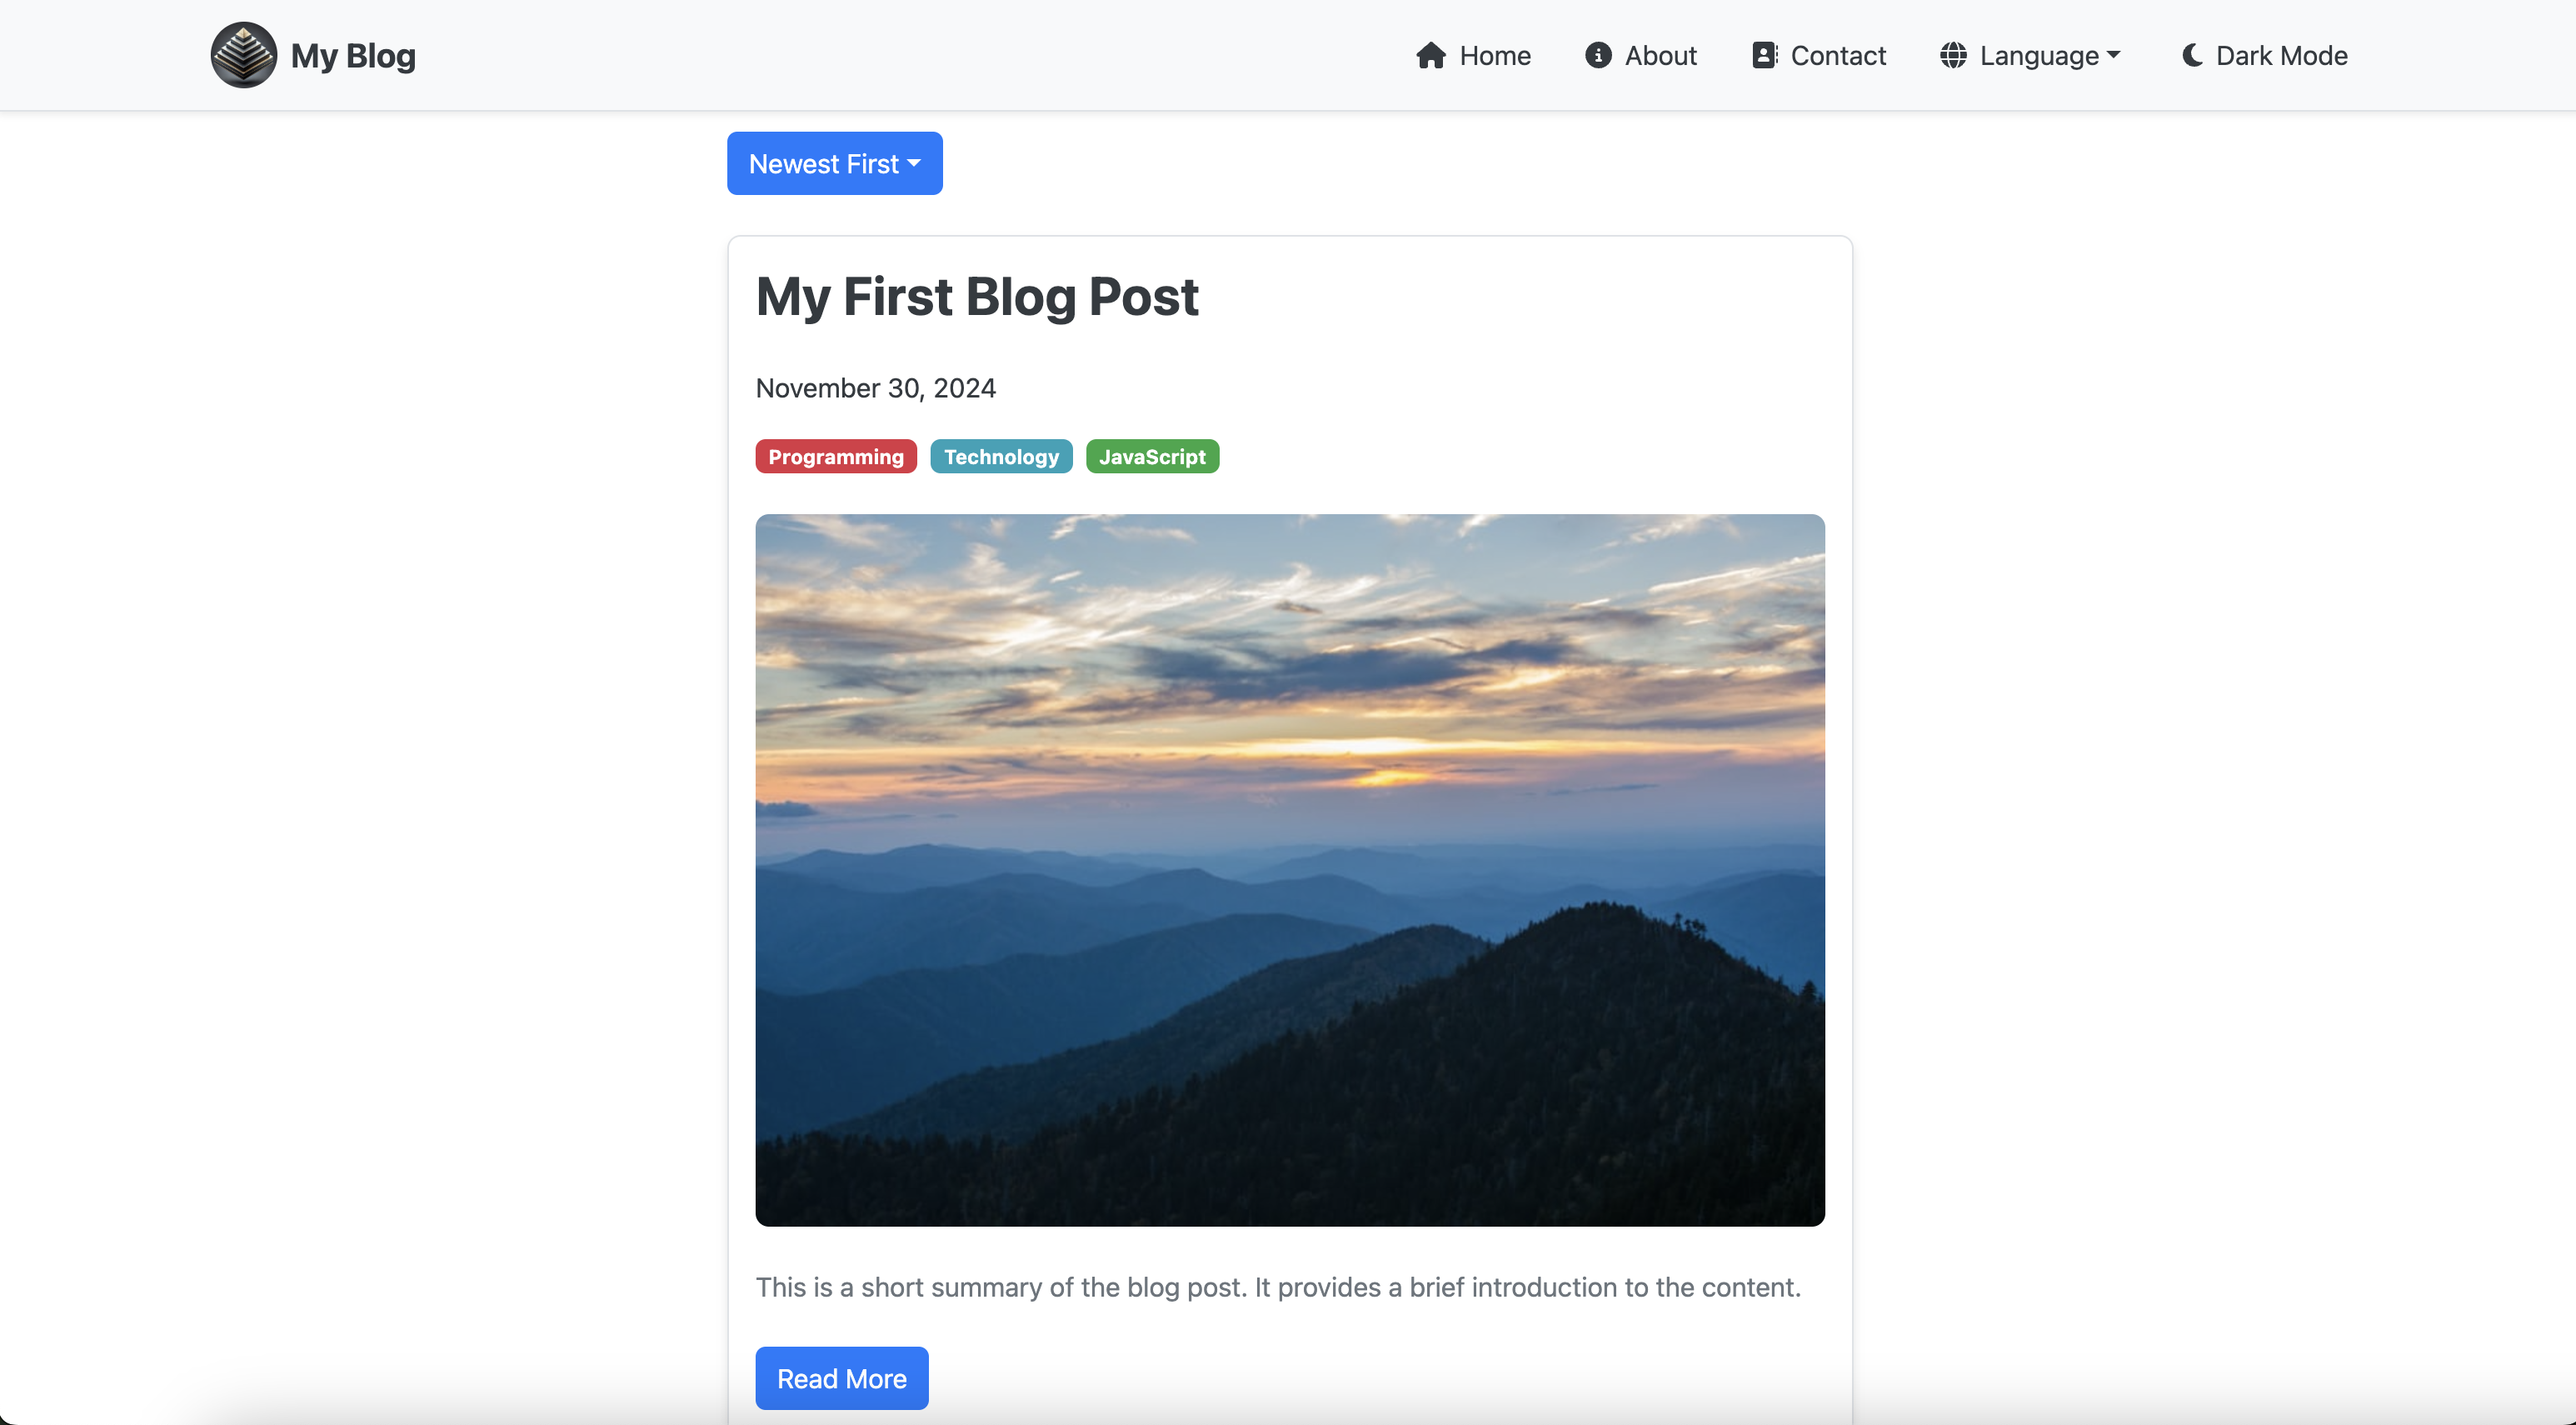 My Blog
Home About Contact Language Dark Mode
Newest First
My First Blog Post
November 30, 2024
Programming Technology JavaScript
This is a short summary of the blog post. It provides a brief introduction to the content.
Read More